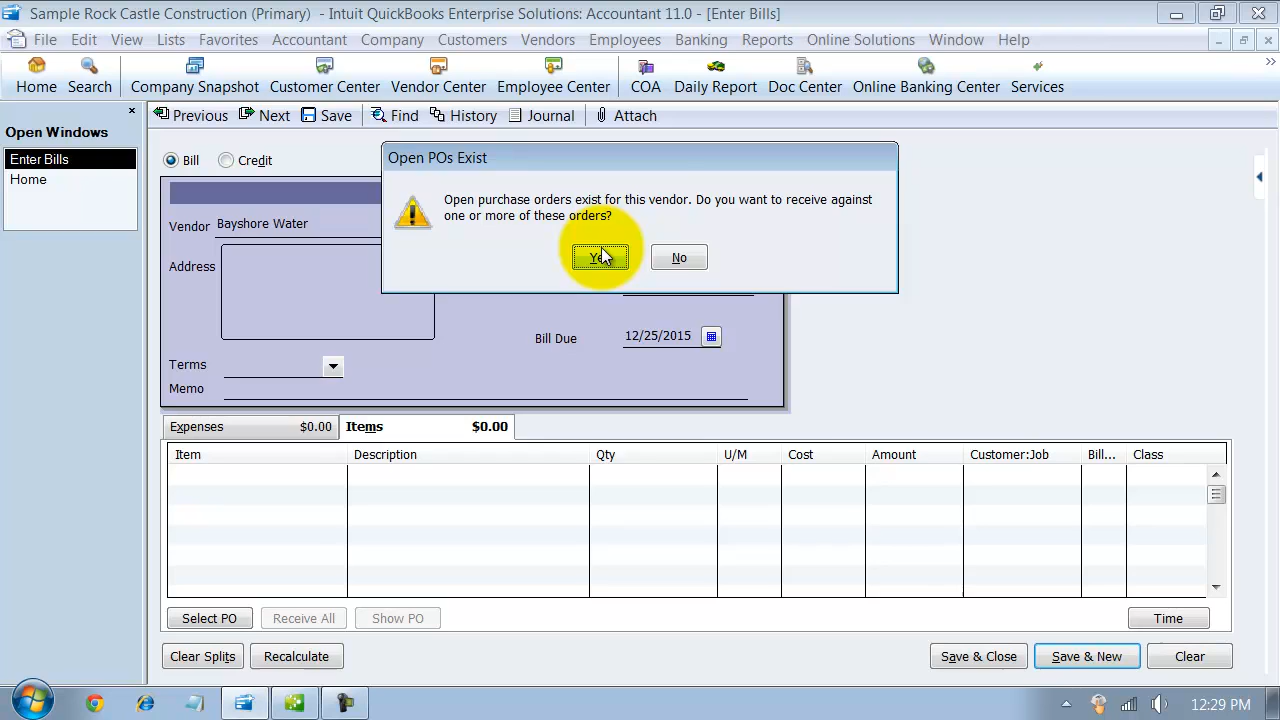 Sample Rock Castle Construction (Primary) - Intuit QuickBooks Enterprise Solutions: Accountant 11.0 - [Enter Bills]
File Edit View Lists Favorites Accountant Company Customers Vendors Employees Banking Reports Online Solutions Window Help
Home Search Company Snapshot Customer Center Vendor Center Employee Center COA Daily Report Doc Center Online Banking Center Services
Open Windows
Enter Bills
Home
Previous Next Save Find History Journal Attach
Bill Credit
Open POs Exist
Open purchase orders exist for this vendor. Do you want to receive against
one or more of these orders?
Yes No
Vendor Bayshore Water
Address
Bill Due 12/25/2015
Terms
Memo
Expenses $0.00 Items $0.00
Item Description Qty U/M Cost Amount Customer:Job Bill... Class
Select PO Receive All Show PO Time
Clear Splits Recalculate Save & Close Save & New Clear
12:29 PM